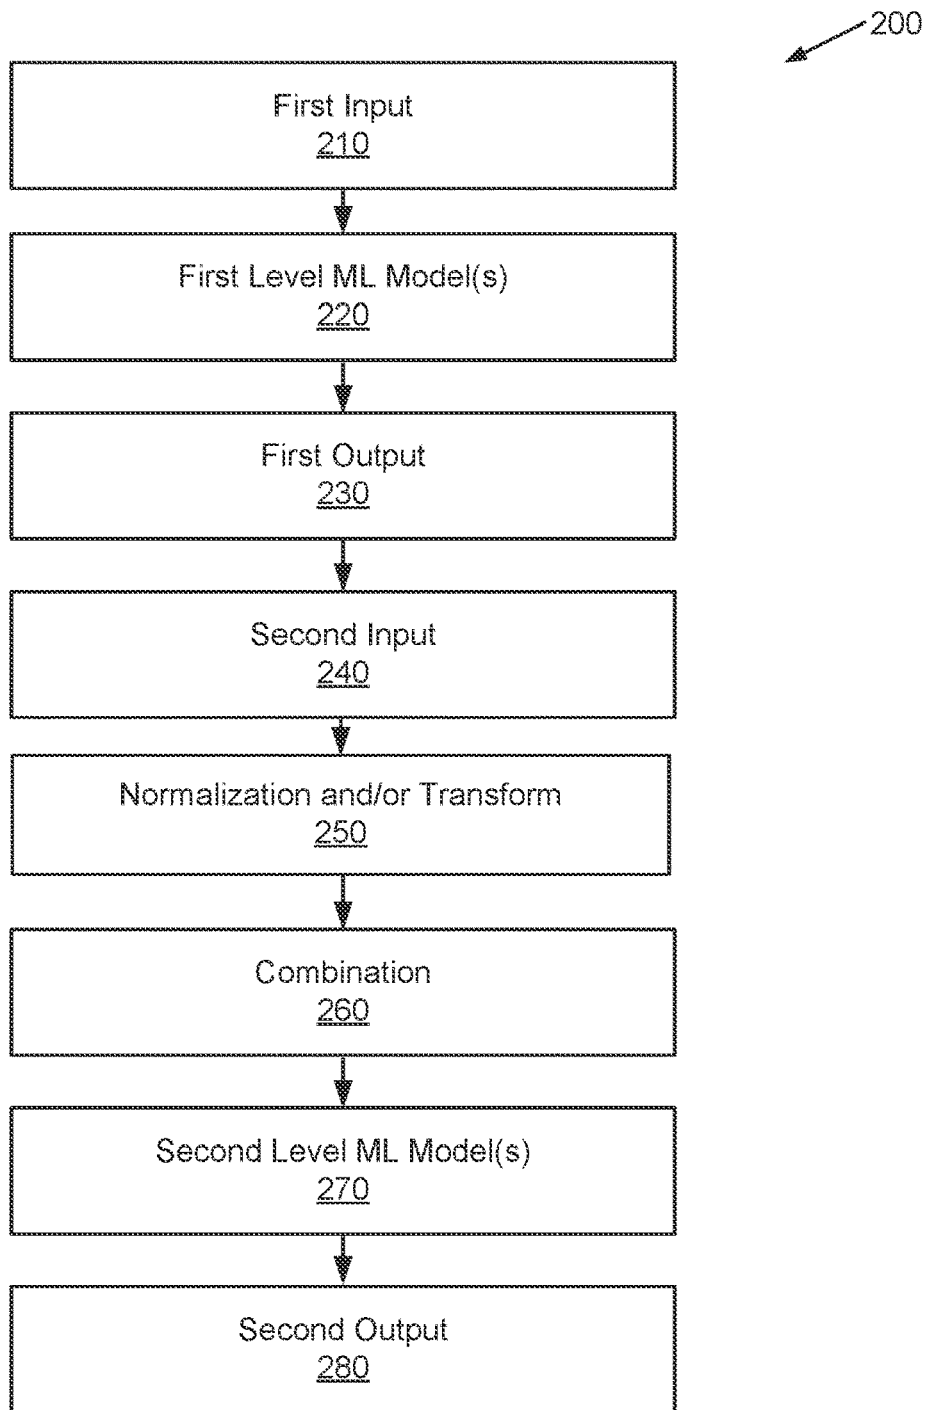 200
First Input
210
First Level ML Model(s)
220
First Output
230
Second Input
240
Normalization and/or Transform
250
Combination
260
Second Level ML Model(s)
270
Second Output
280